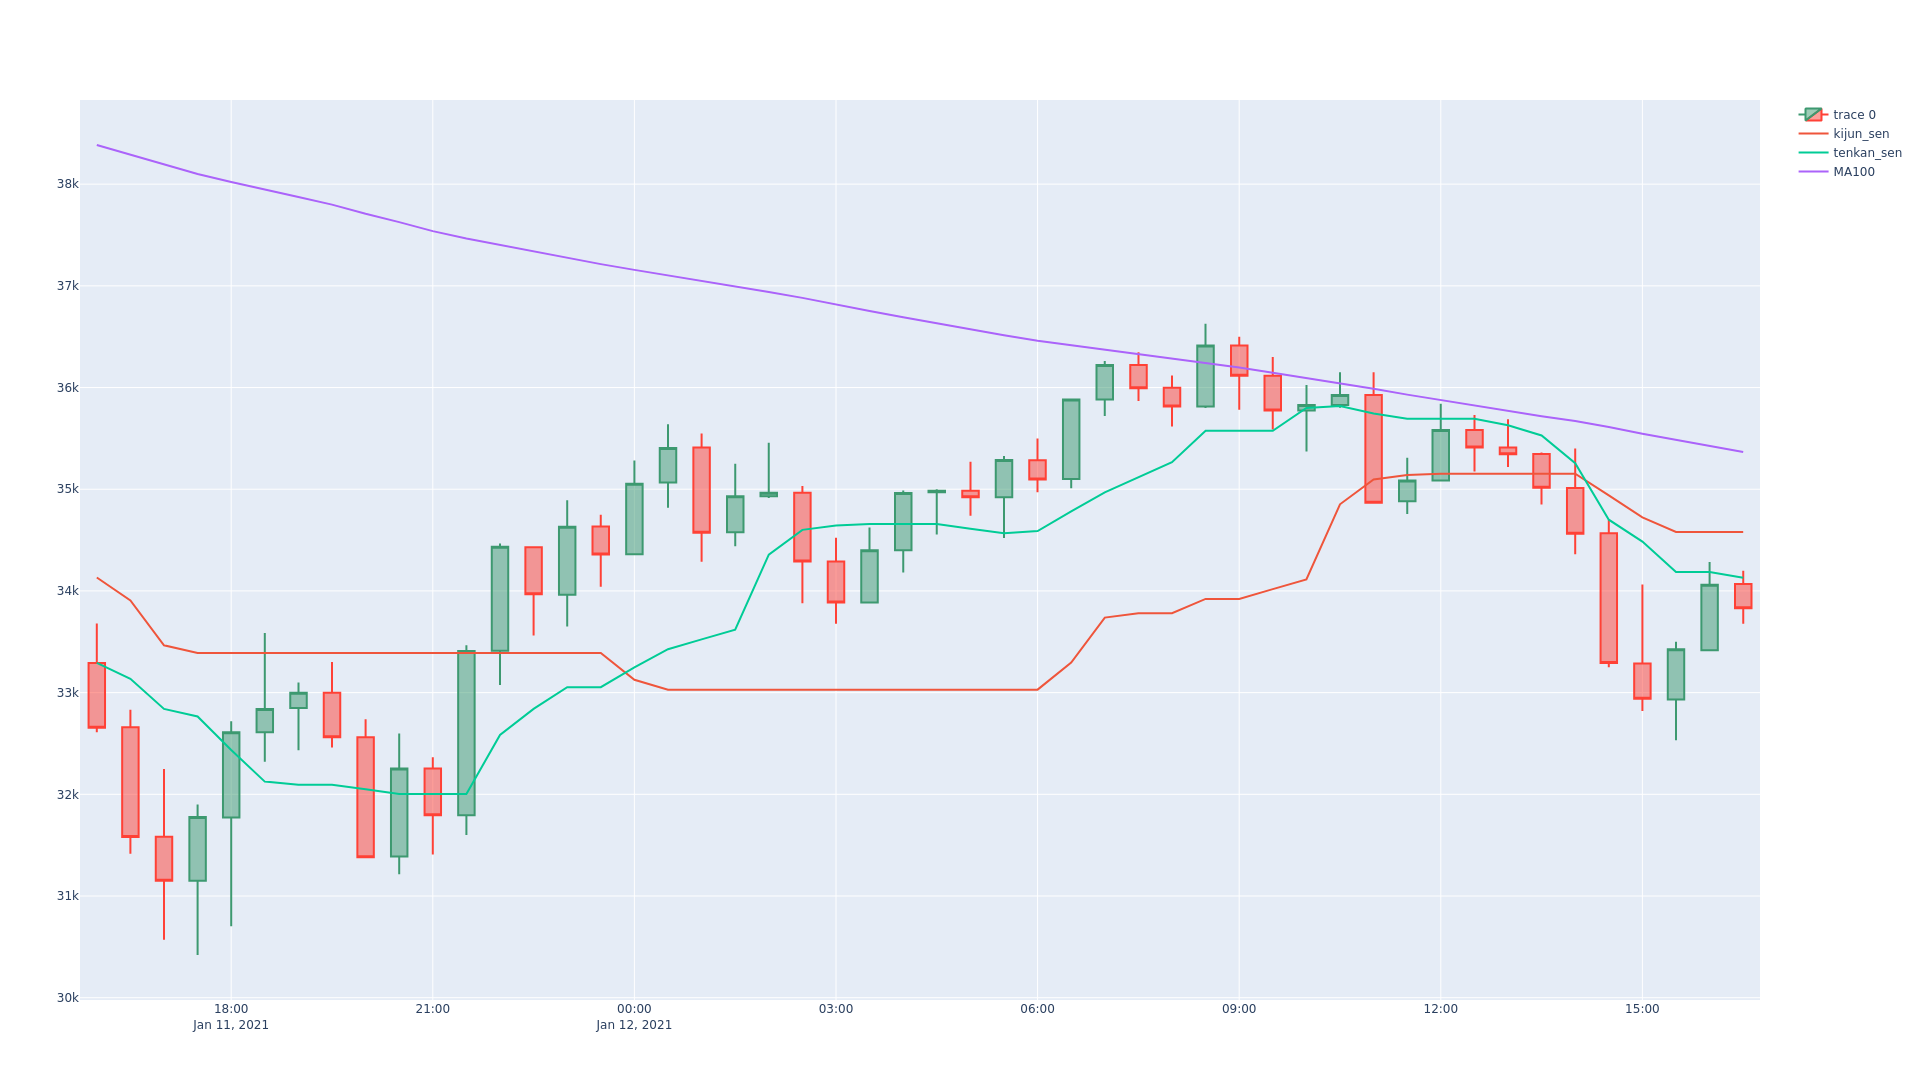 trace 0
kijun_sen
tenkan_sen
MA100
38k
37k
36k
35k
34k
33k
32k
31k
30k
18:00 21:00 00:00 03:00 06:00 09:00 12:00 15:00
Jan 11, 2021 Jan 12, 2021